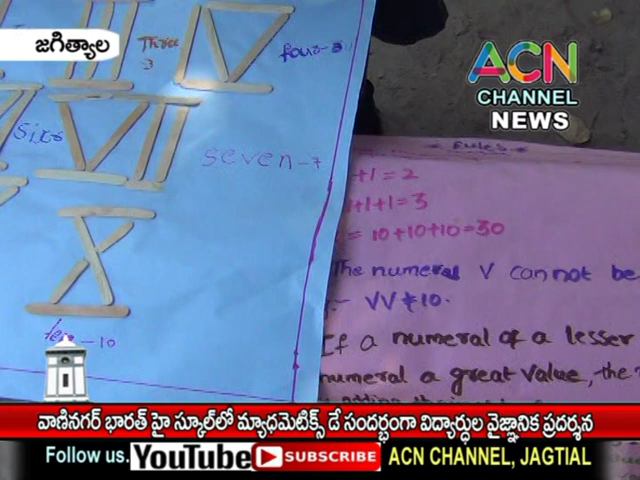 జగిత్యాల
Three
3
four-
ACN
CHANNEL
NEWS
Six
seven-7
Rules
+1=2
1+1+1=3
= 10+10+10=30
The numeral V cannot be
VV≠10.
ten-10
If a numeral of a lesser
numeral a great value, the
వాణినగర్ భారత్ హై స్కూల్‌లో మ్యాథమెటిక్స్ డే సందర్భంగా విద్యార్థుల వైజ్ఞానిక ప్రదర్శన
Follow us. YouTube SUBSCRIBE ACN CHANNEL, JAGTIAL